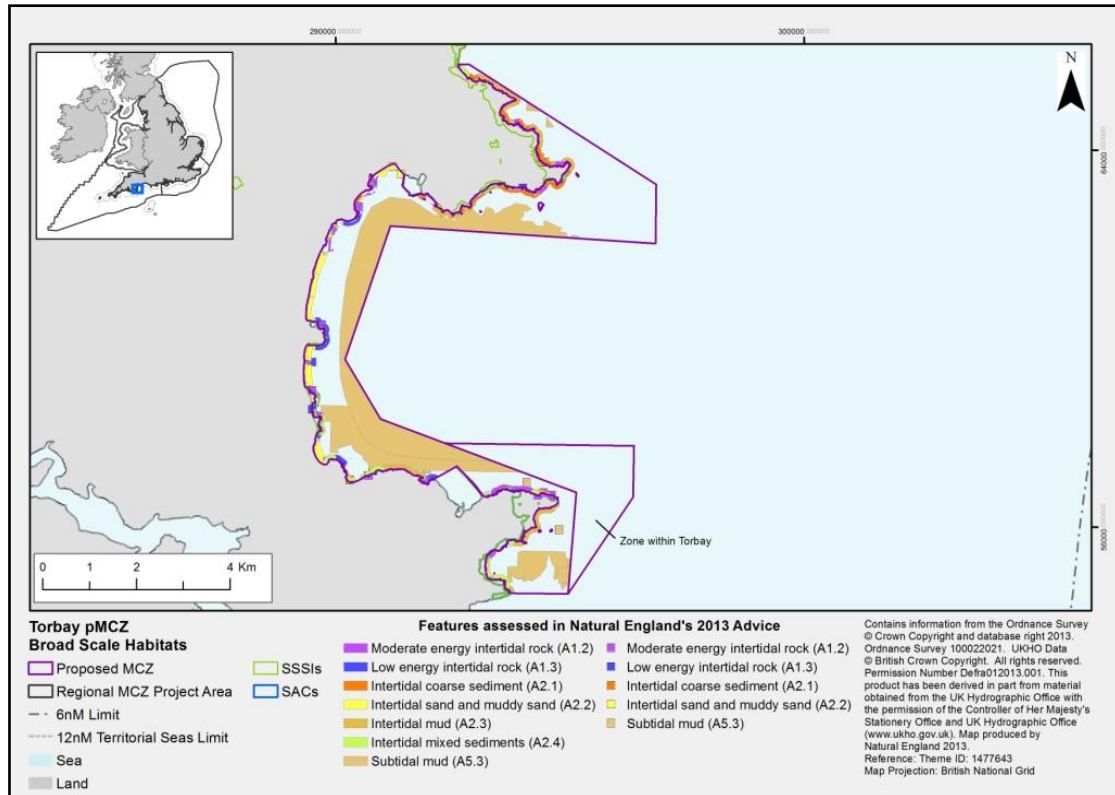 290000.000000
300000.000000
N
64000
56000
Zone within Torbay
0 1 2 4 Km
Torbay pMCZ
Broad Scale Habitats
Proposed MCZ
SSSIs
Regional MCZ Project Area
SACs
6nM Limit
12nM Territorial Seas Limit
Sea
Land
Features assessed in Natural England's 2013 Advice
Moderate energy intertidal rock (A1.2)
Low energy intertidal rock (A1.3)
Intertidal coarse sediment (A2.1)
Intertidal sand and muddy sand (A2.2)
Intertidal mud (A2.3)
Intertidal mixed sediments (A2.4)
Subtidal mud (A5.3)
Moderate energy intertidal rock (A1.2)
Low energy intertidal rock (A1.3)
Intertidal coarse sediment (A2.1)
Intertidal sand and muddy sand (A2.2)
Subtidal mud (A5.3)
Contains information from the Ordnance Survey
© Crown Copyright and database right 2013.
Ordnance Survey 100022021. UKHO Data
© British Crown Copyright. All rights reserved.
Permission Number Defra012013.001. This
product has been derived in part from material
obtained from the UK Hydrographic Office with
the permission of the Controller of Her Majesty's
Stationery Office and UK Hydrographic Office
(www.ukho.gov.uk). Map produced by
Natural England 2013.
Reference: Theme ID: 1477643
Map Projection: British National Grid